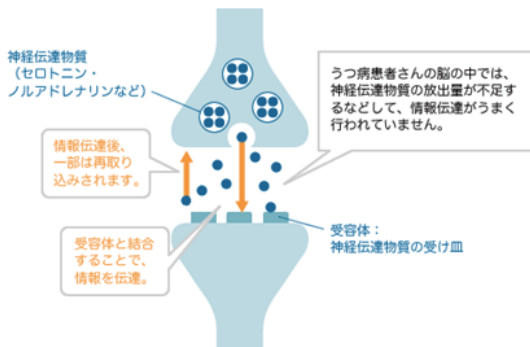 神経伝達物質
（セロトニン・
ノルアドレナリンなど）
うつ病患者さんの脳の中では、
神経伝達物質の放出量が不足す
るなどして、情報伝達がうまく
行われていません。
情報伝達後、
一部は再取り
込みされます。
受容体と結合
することで、
情報を伝達。
受容体：
神経伝達物質の受け皿